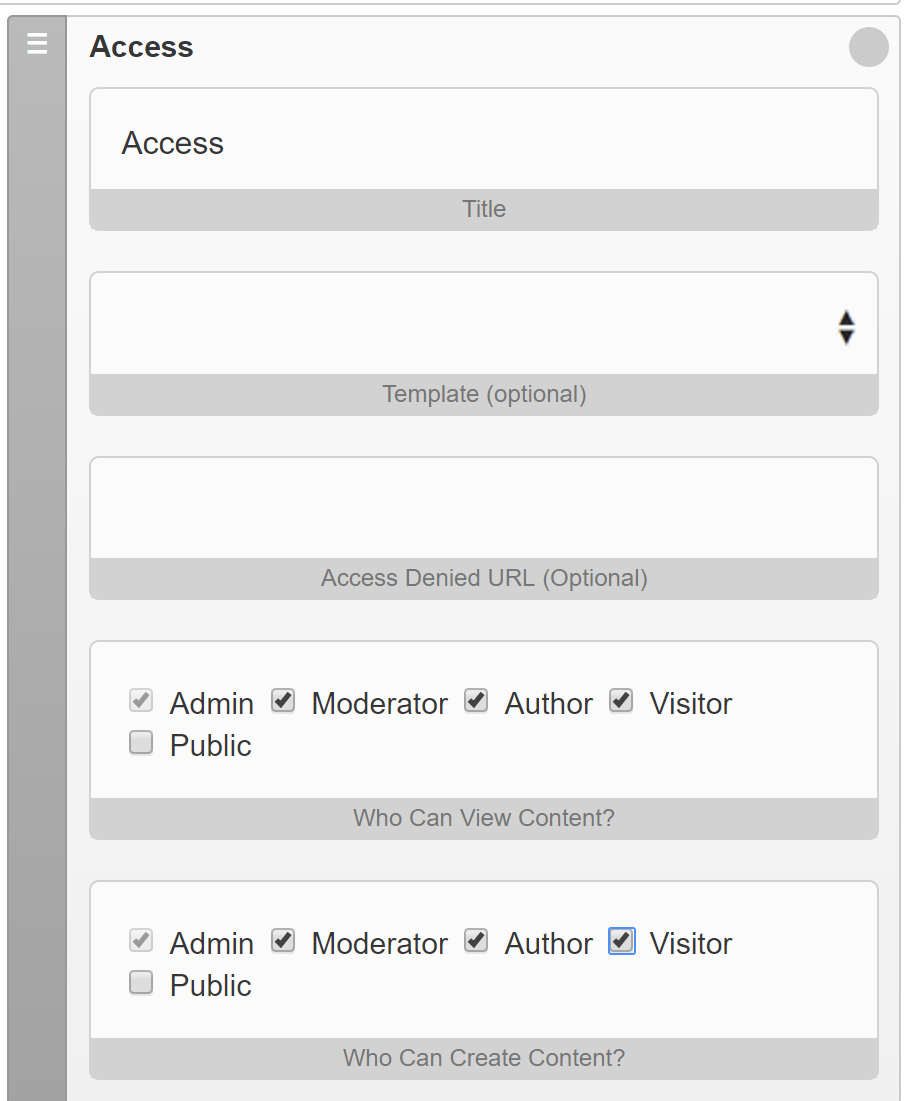 Access
Access
Title
Template (optional)
Access Denied URL (Optional)
Admin Moderator Author Visitor
Public
Who Can View Content?
Admin Moderator Author Visitor
Public
Who Can Create Content?